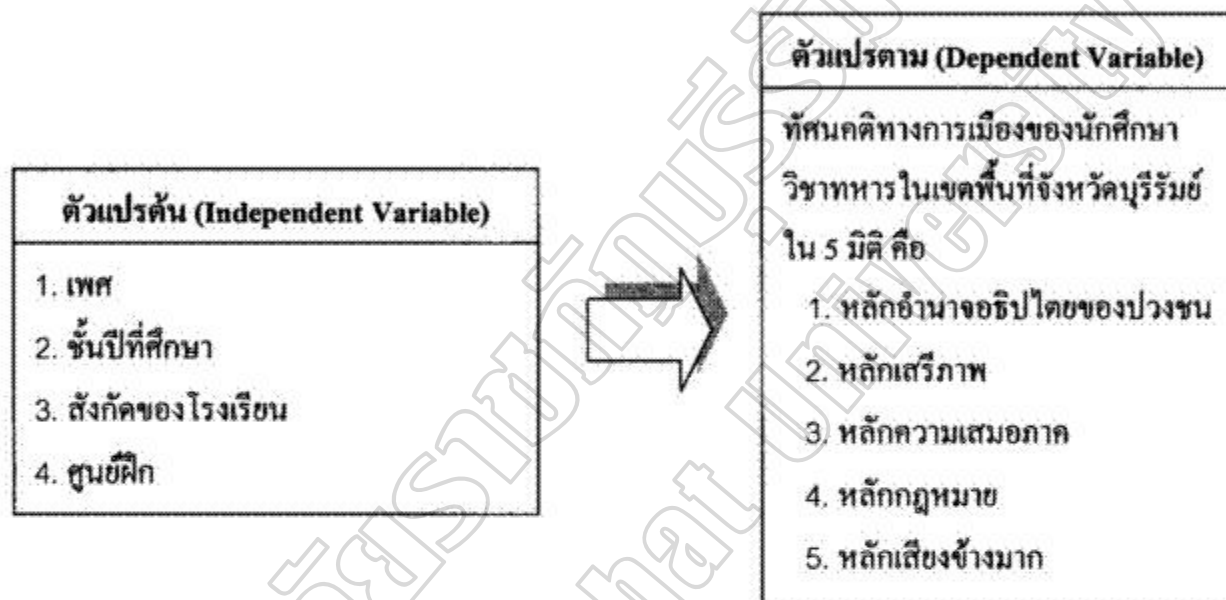 ตัวแปรต้น (Independent Variable)
1. เพศ
2. ชั้นปีที่ศึกษา
3. สังกัดของโรงเรียน
4. ศูนย์ฝึก
ตัวแปรตาม (Dependent Variable)
ทัศนคติทางการเมืองของนักศึกษา
วิชาทหารในเขตพื้นที่จังหวัดบุรีรัมย์
ใน 5 มิติ คือ
1. หลักอำนาจอธิปไตยของปวงชน
2. หลักเสรีภาพ
3. หลักความเสมอภาค
4. หลักกฎหมาย
5. หลักเสียงข้างมาก
University